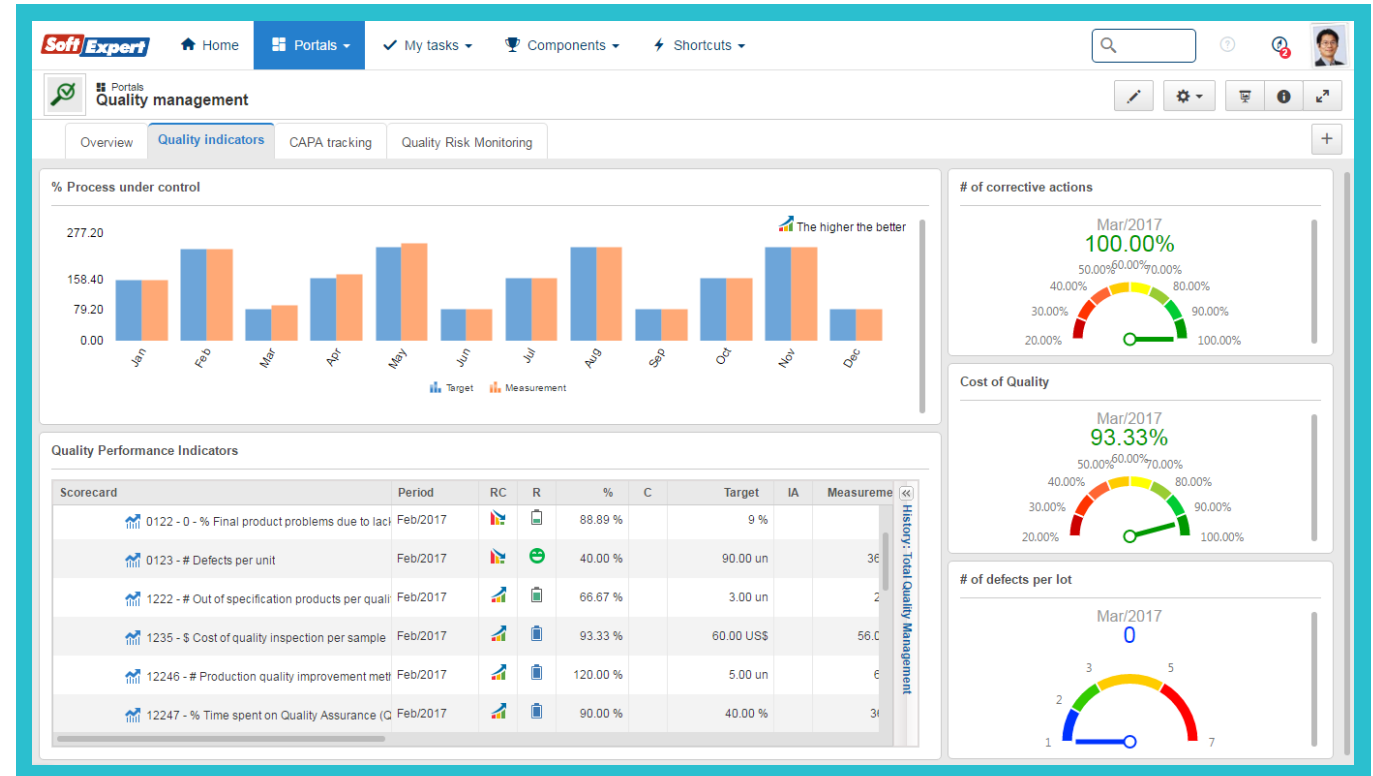 Soft Expert
Home
Portals
My tasks
Components
Shortcuts
2
Portals
Quality management
Overview
Quality indicators
CAPA tracking
Quality Risk Monitoring
+
% Process under control
The higher the better
277.20
158.40
79.20
0.00
Jan
Feb
Mar
Apr
May
Jun
Jul
Aug
Sep
Oct
Nov
Dec
Target
Measurement
# of corrective actions
Mar/2017
100.00%
20.00%
30.00%
40.00%
50.00%
60.00%
70.00%
80.00%
90.00%
100.00%
Cost of Quality
Mar/2017
93.33%
20.00%
30.00%
40.00%
50.00%
60.00%
70.00%
80.00%
90.00%
100.00%
# of defects per lot
Mar/2017
0
1
2
3
5
7
Quality Performance Indicators
Scorecard Period RC R % C Target IA Measureme
0122 - 0 - % Final product problems due to lac Feb/2017 88.89 % 9 %
0123 - # Defects per unit Feb/2017 40.00 % 90.00 un 36
1222 - # Out of specification products per quali Feb/2017 66.67 % 3.00 un 2
1235 - $ Cost of quality inspection per sample Feb/2017 93.33 % 60.00 US$ 56.0
12246 - # Production quality improvement met Feb/2017 120.00 % 5.00 un 6
12247 - % Time spent on Quality Assurance (Q Feb/2017 90.00 % 40.00 % 3
History: Total Quality Management